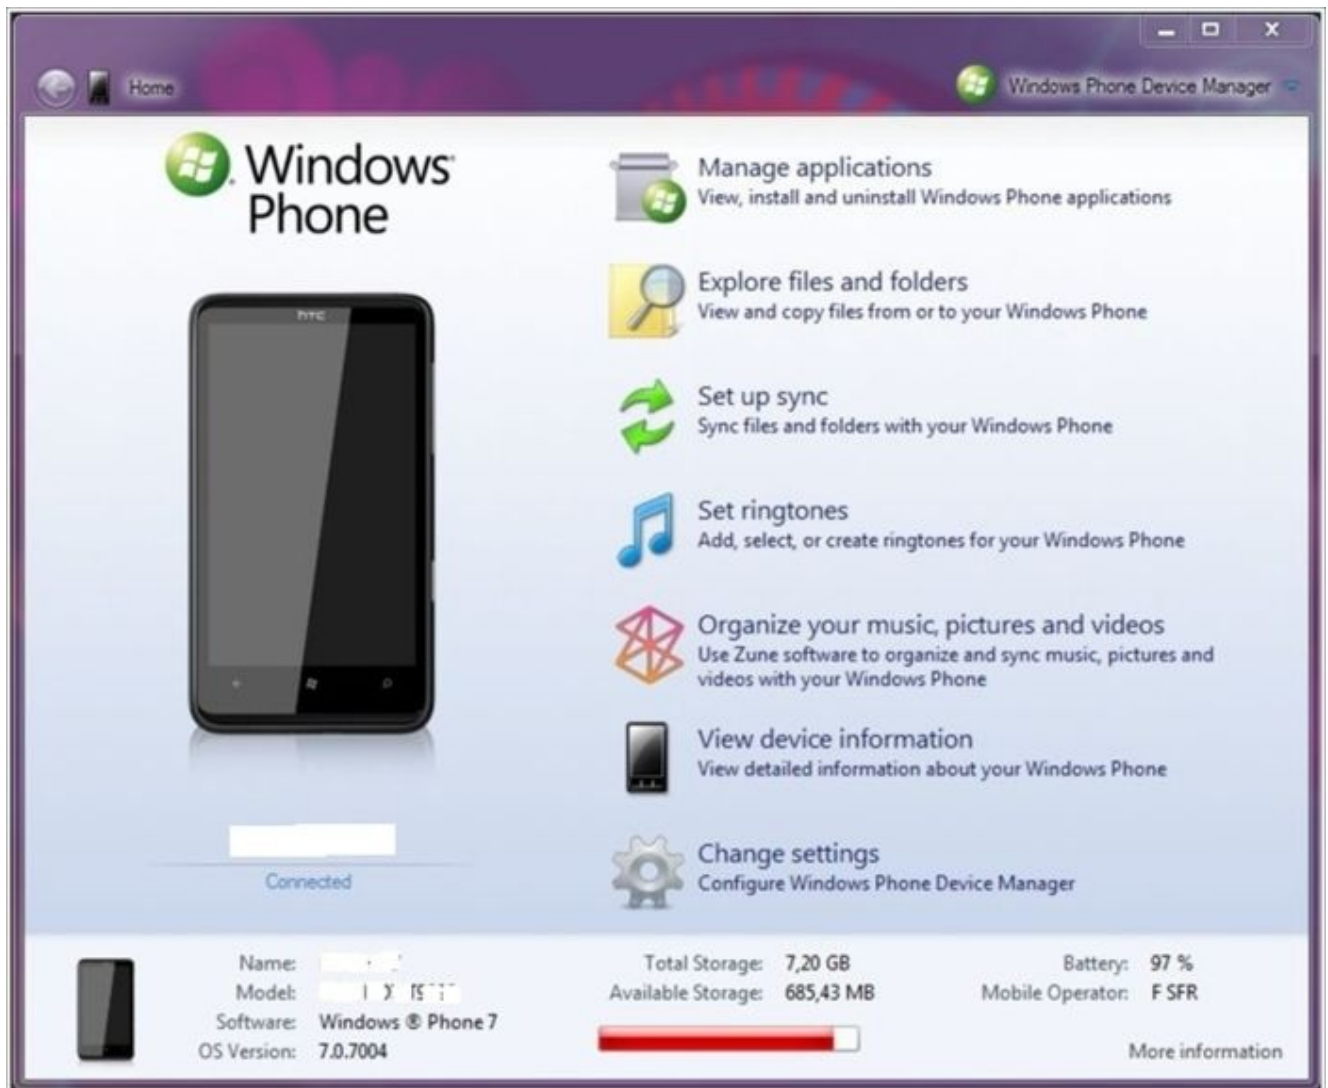 Home
Windows Phone Device Manager
Windows
Phone
hTC
Connected
Manage applications
View, install and uninstall Windows Phone applications
Explore files and folders
View and copy files from or to your Windows Phone
Set up sync
Sync files and folders with your Windows Phone
Set ringtones
Add, select, or create ringtones for your Windows Phone
Organize your music, pictures and videos
Use Zune software to organize and sync music, pictures and
videos with your Windows Phone
View device information
View detailed information about your Windows Phone
Change settings
Configure Windows Phone Device Manager
Name:
Model:
Software: Windows ® Phone 7
OS Version: 7.0.7004
Total Storage: 7,20 GB
Available Storage: 685,43 MB
Battery: 97 %
Mobile Operator: F SFR
More information